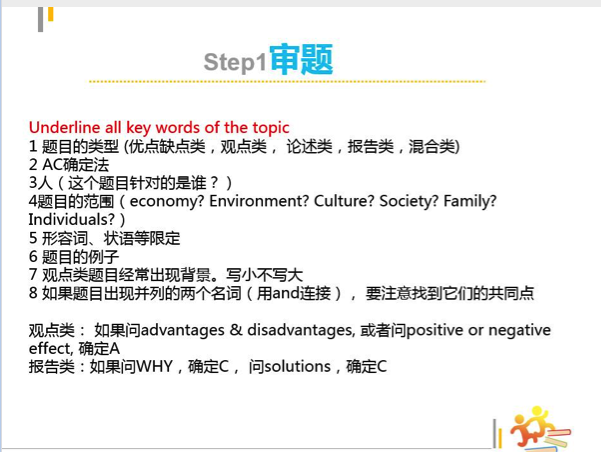 Step1审题
Underline all key words of the topic
1 题目的类型 (优点缺点类，观点类， 论述类，报告类，混合类)
2 AC确定法
3人（这个题目针对的是谁？）
4题目的范围（economy? Environment? Culture? Society? Family?
Individuals?）
5 形容词、状语等限定
6 题目的例子
7 观点类题目经常出现背景。写小不写大
8 如果题目出现并列的两个名词（用and连接）， 要注意找到它们的共同点
观点类： 如果问advantages & disadvantages, 或者问positive or negative
effect, 确定A
报告类：如果问WHY，确定C， 问solutions，确定C